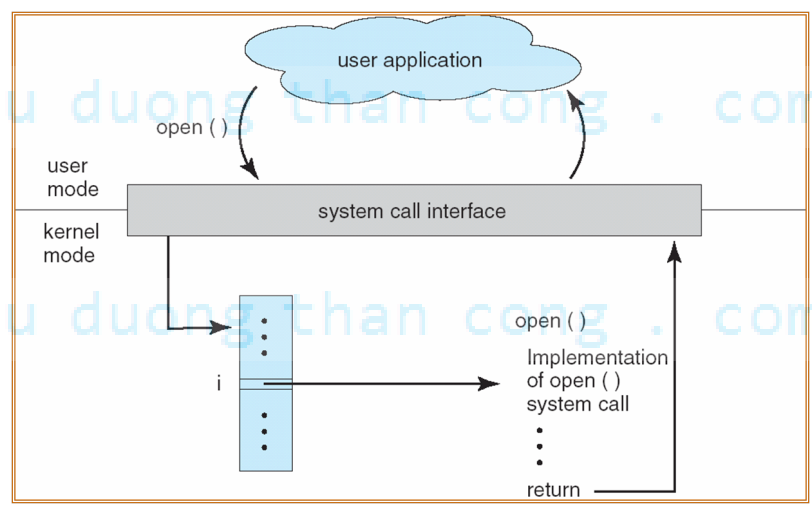 user application
u duong than cong . com
open ( )
user
mode
system call interface
kernel
mode
u duong than cong . com
open ( )
Implementation
of open ( )
system call
i
return